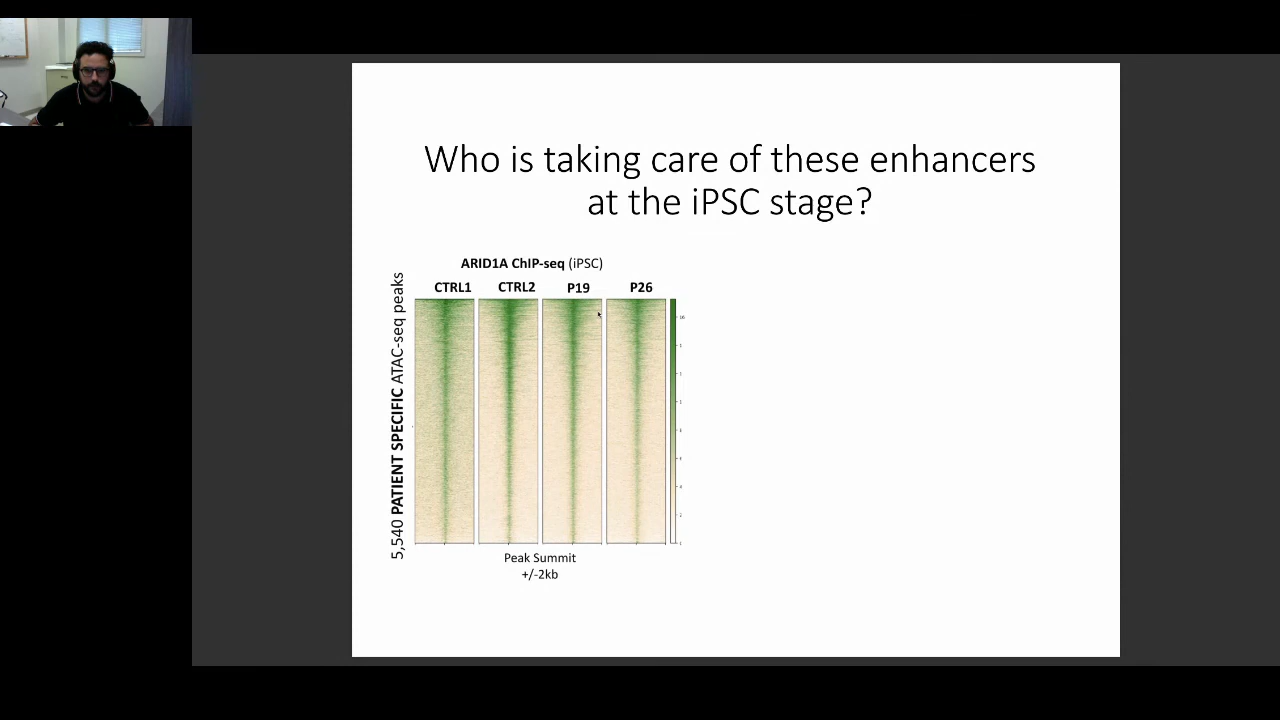 Who is taking care of these enhancers
at the iPSC stage?
ARID1A ChIP-seq (iPSC)
CTRL1 CTRL2 P19 P26
5,540 PATIENT SPECIFIC ATAC-seq peaks
Peak Summit
+/-2kb